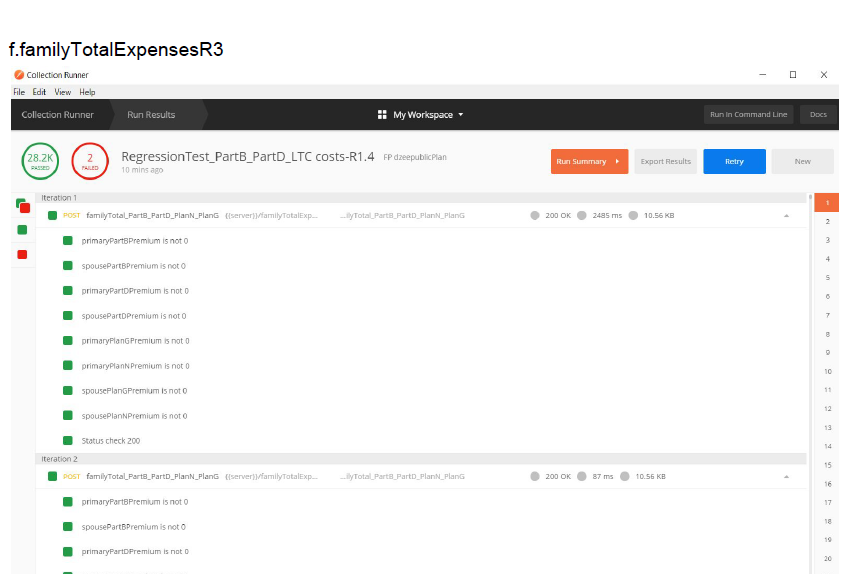 f.familyTotalExpensesR3
Collection Runner
File Edit View Help
Collection Runner Run Results My Workspace Run In Command Line Docs
28.2K PASSED 2 FAILED RegressionTest_PartB_PartD_LTC costs-R1.4 FP dzeepublicPlan
10 mins ago
Run Summary Export Results Retry New
Iteration 1
POST familyTotal_PartB_PartD_PlanN_PlanG {{server}}/familyTotalExp... ...ilyTotal_PartB_PartD_PlanN_PlanG 200 OK 2485 ms 10.56 KB
primaryPartBPremium is not 0
spousePartBPremium is not 0
primaryPartDPremium is not 0
spousePartDPremium is not 0
primaryPlanGPremium is not 0
primaryPlanNPremium is not 0
spousePlanGPremium is not 0
spousePlanNPremium is not 0
Status check 200
Iteration 2
POST familyTotal_PartB_PartD_PlanN_PlanG {{server}}/familyTotalExp... ...ilyTotal_PartB_PartD_PlanN_PlanG 200 OK 87 ms 10.56 KB
primaryPartBPremium is not 0
spousePartBPremium is not 0
primaryPartDPremium is not 0
1
2
3
4
5
6
7
8
9
10
11
12
13
14
15
16
17
18
19
20